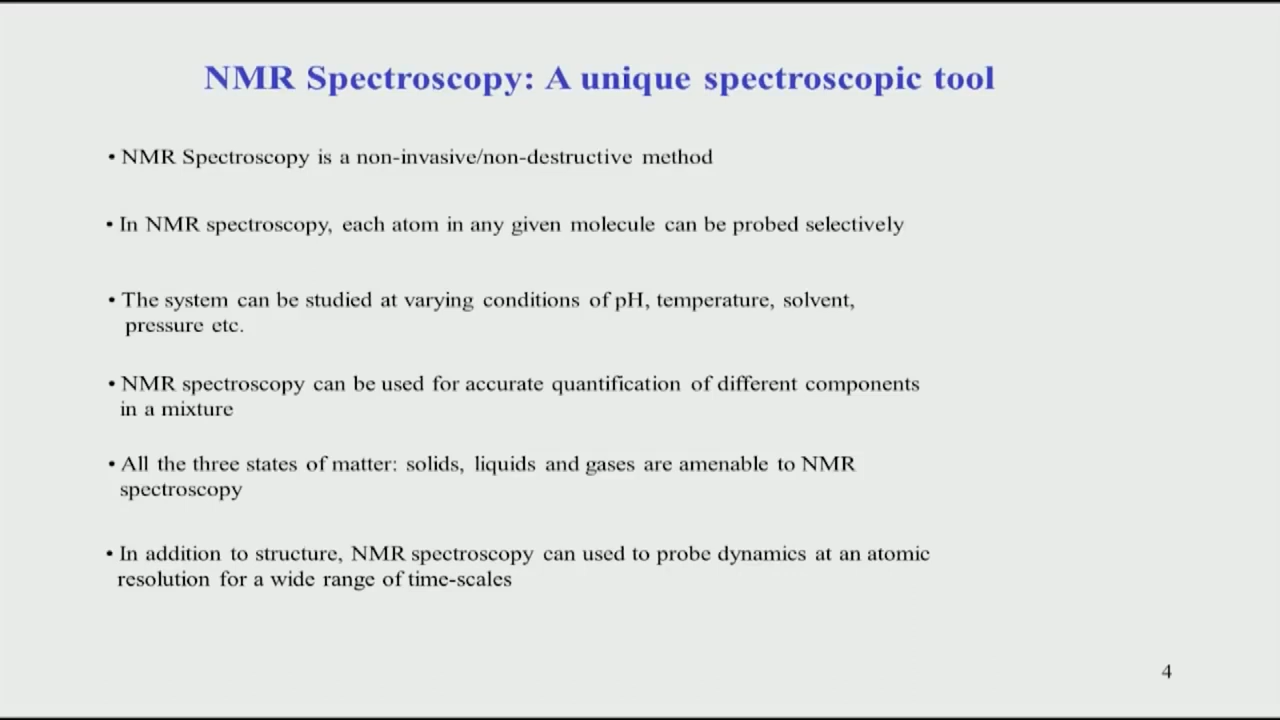 NMR Spectroscopy: A unique spectroscopic tool
• NMR Spectroscopy is a non-invasive/non-destructive method
• In NMR spectroscopy, each atom in any given molecule can be probed selectively
• The system can be studied at varying conditions of pH, temperature, solvent,
pressure etc.
• NMR spectroscopy can be used for accurate quantification of different components
in a mixture
• All the three states of matter: solids, liquids and gases are amenable to NMR
spectroscopy
• In addition to structure, NMR spectroscopy can used to probe dynamics at an atomic
resolution for a wide range of time-scales
4